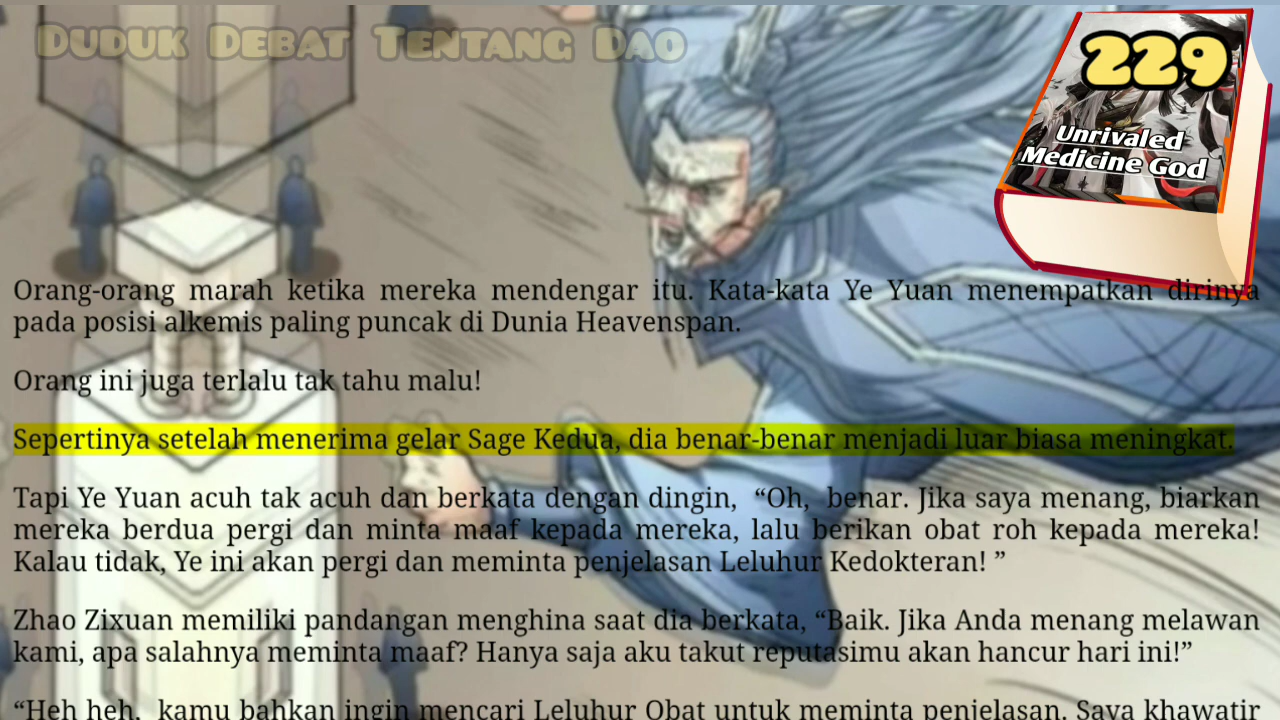 Duduk Debat Tentang Dao
229
Unrivaled
Medicine God
Orang-orang marah ketika mereka mendengar itu. Kata-kata Ye Yuan menempatkan dirinya
pada posisi alkemis paling puncak di Dunia Heavenspan.
Orang ini juga terlalu tak tahu malu!
Sepertinya setelah menerima gelar Sage Kedua, dia benar-benar menjadi luar biasa meningkat.
Tapi Ye Yuan acuh tak acuh dan berkata dengan dingin, “Oh, benar. Jika saya menang, biarkan
mereka berdua pergi dan minta maaf kepada mereka, lalu berikan obat roh kepada mereka!
Kalau tidak, Ye ini akan pergi dan meminta penjelasan Leluhur Kedokteran! ”
Zhao Zixuan memiliki pandangan menghina saat dia berkata, “Baik. Jika Anda menang melawan
kami, apa salahnya meminta maaf? Hanya saja aku takut reputasimu akan hancur hari ini!”
“Heh heh, kamu bahkan ingin mencari Leluhur Obat untuk meminta penjelasan. Saya khawatir